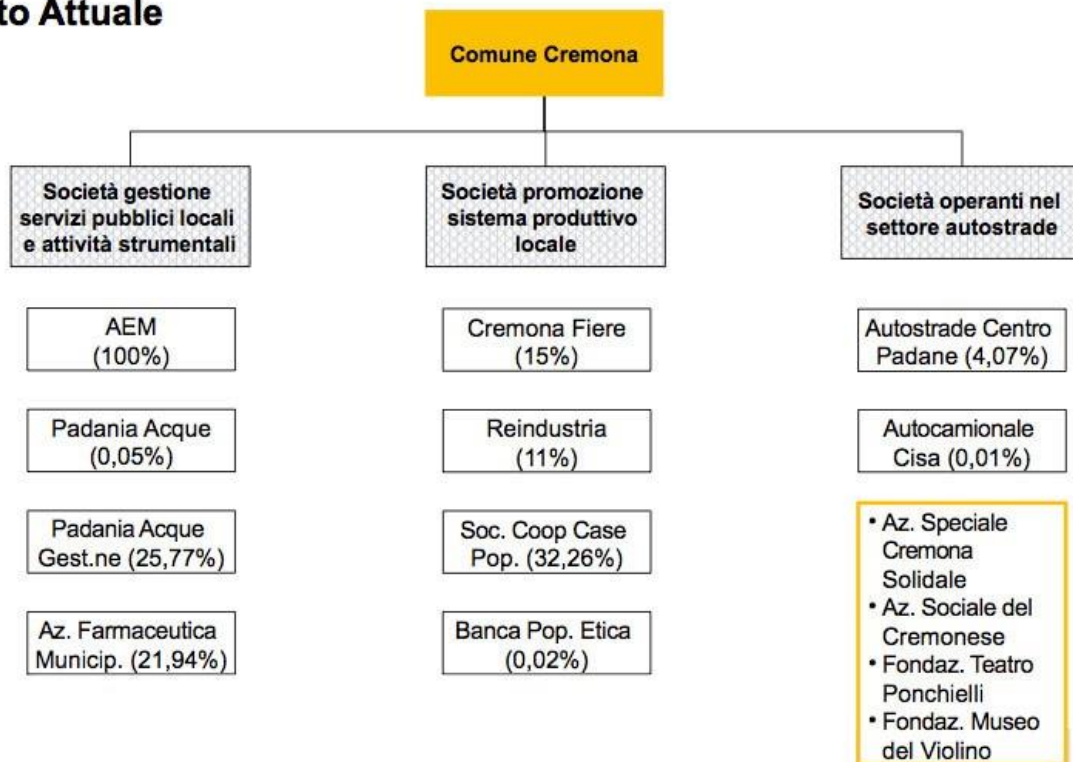 to Attuale
Comune Cremona
Società gestione
servizi pubblici locali
e attività strumentali
AEM
(100%)
Padania Acque
(0,05%)
Padania Acque
Gest.ne (25,77%)
Az. Farmaceutica
Municip. (21,94%)
Società promozione
sistema produttivo
locale
Cremona Fiere
(15%)
Reindustria
(11%)
Soc. Coop Case
Pop. (32,26%)
Banca Pop. Etica
(0,02%)
Società operanti nel
settore autostrade
Autostrade Centro
Padane (4,07%)
Autocamionale
Cisa (0,01%)
• Az. Speciale
Cremona
Solidale
• Az. Sociale del
Cremonese
• Fondaz. Teatro
Ponchielli
• Fondaz. Museo
del Violino